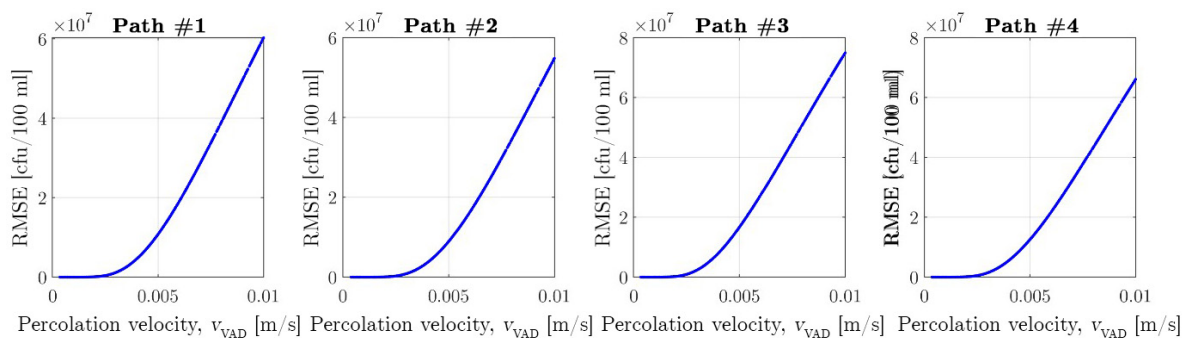 ×10⁷ Path #1
RMSE [cfu/100 ml]
6
4
2
0
0 0.005 0.01
Percolation velocity, v_VAD [m/s]
×10⁷ Path #2
RMSE [cfu/100 ml]
6
4
2
0
0 0.005 0.01
Percolation velocity, v_VAD [m/s]
×10⁷ Path #3
RMSE [cfu/100 ml]
8
6
4
2
0
0 0.005 0.01
Percolation velocity, v_VAD [m/s]
×10⁷ Path #4
RMSE [cfu/100 ml]
8
6
4
2
0
0 0.005 0.01
Percolation velocity, v_VAD [m/s]